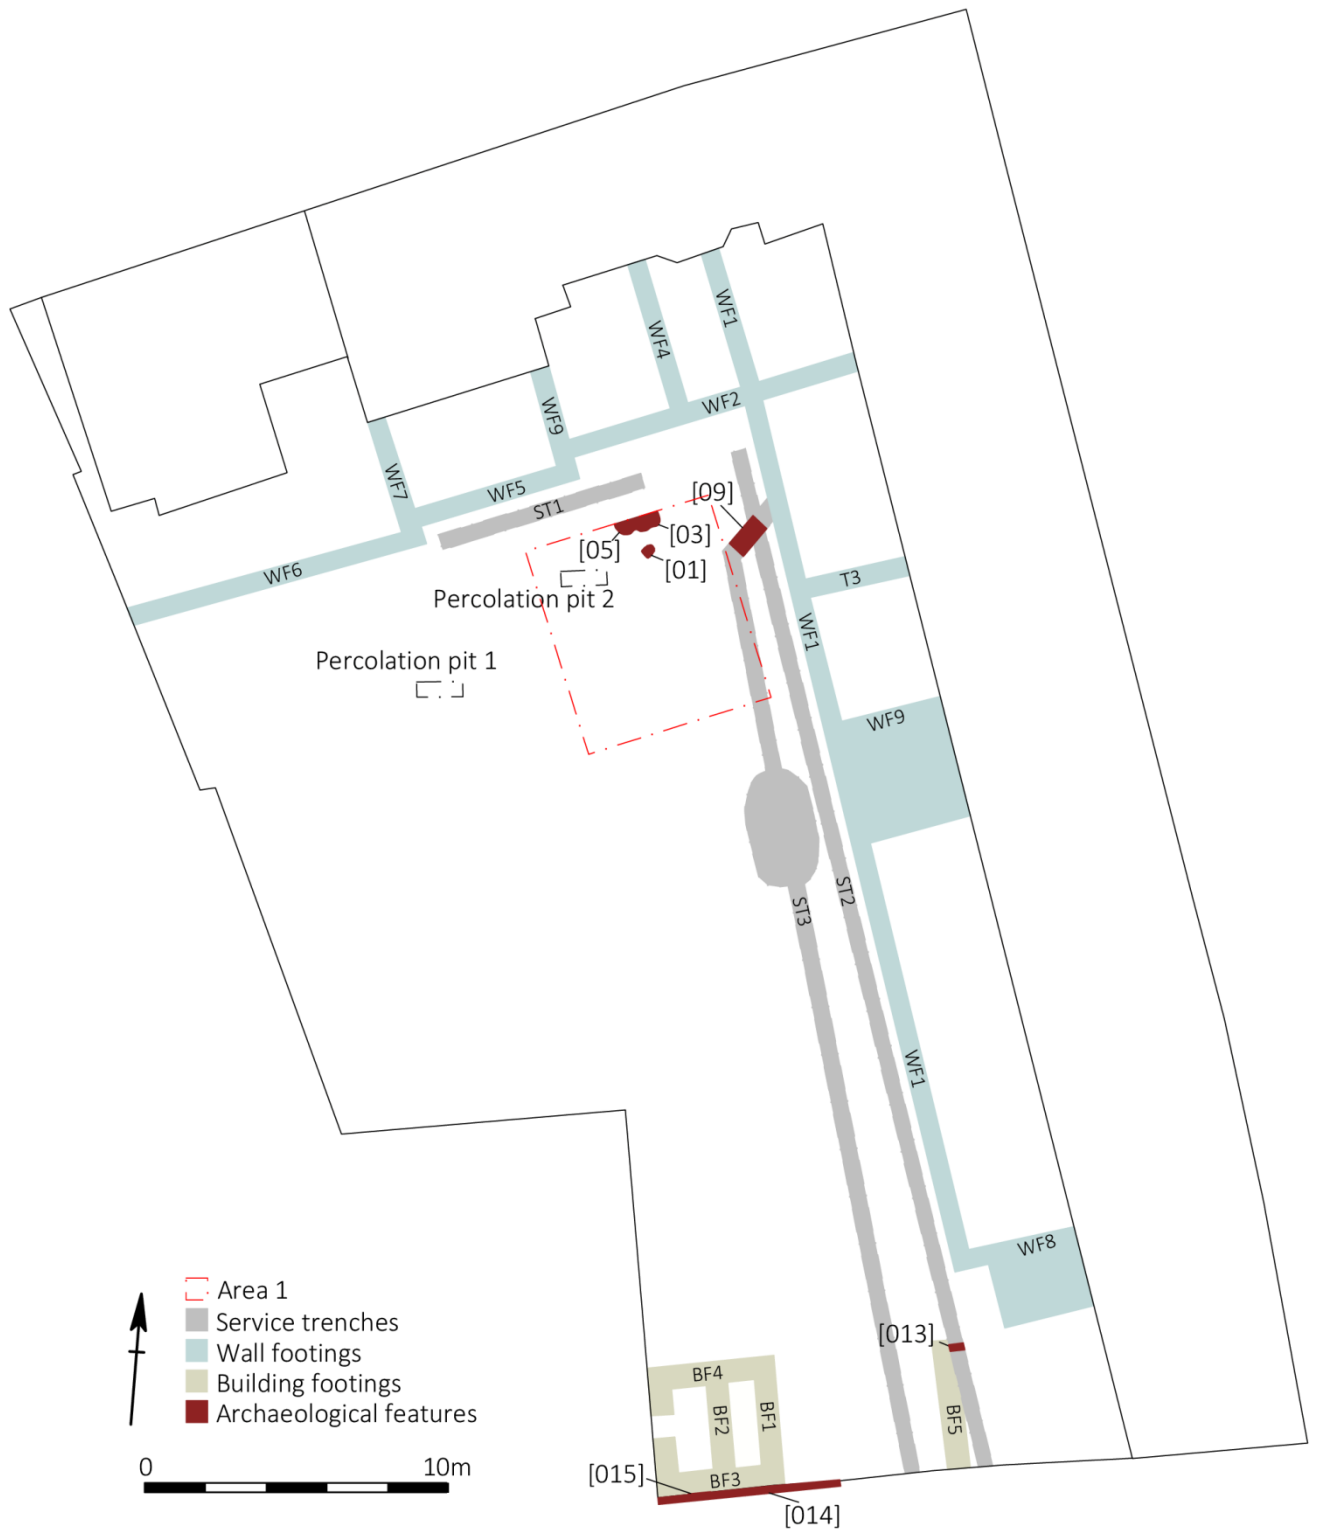 WF1
WF4
WF2
WF9
WF7
WF5
ST1
[09]
[03]
[05]
[01]
WF6
T3
Percolation pit 2
WF1
Percolation pit 1
WF9
ST2
ST3
WF1
WF8
Area 1
Service trenches
Wall footings
Building footings
Archaeological features
[013]
BF4
BF2
BF1
BF5
BF3
[015]
[014]
0 10m